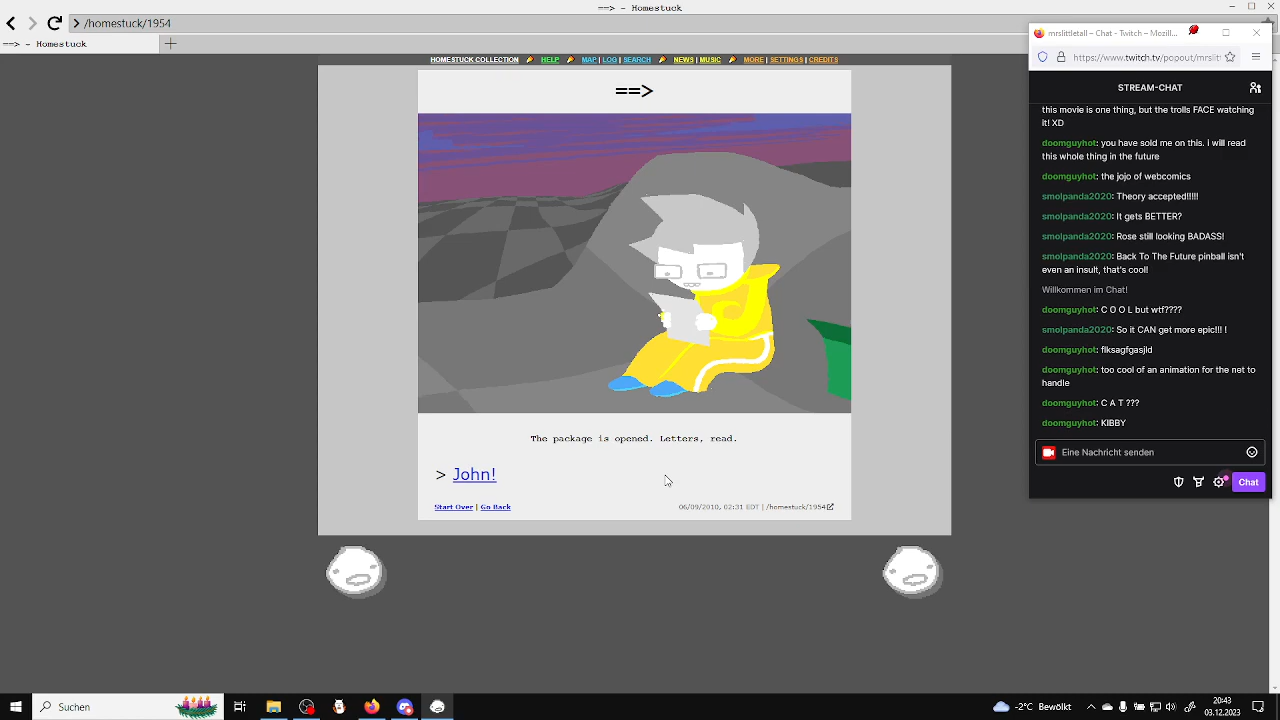 ==> - Homestuck
/homestuck/1954
==> - Homestuck
HOMESTUCK COLLECTION HELP MAP | LOG | SEARCH NEWS | MUSIC MORE | SETTINGS | CREDITS
==>
The package is opened. Letters, read.
> John!
Start Over | Go Back
06/09/2010, 02:31 EDT | /homestuck/1954
mrslittletall – Chat – Twitch – Mozill...
https://www.twitch.tv/popout/mrslitt
STREAM-CHAT
this movie is one thing, but the trolls FACE watching
it! XD
doomguyhot: you have sold me on this. i will read
this whole thing in the future
doomguyhot: the jojo of webcomics
smolpanda2020: Theory accepted!!!!!
smolpanda2020: It gets BETTER?
smolpanda2020: Rose still looking BADASS!
smolpanda2020: Back To The Future pinball isn't
even an insult, that's cool!
Willkommen im Chat!
doomguyhot: C O O L but wtf????
smolpanda2020: So it CAN get more epic!!! !
doomguyhot: flksagfgasjld
doomguyhot: too cool of an animation for the net to
handle
doomguyhot: C A T ???
doomguyhot: KIBBY
Eine Nachricht senden
Chat
Suchen
-2°C Bewölkt
20:43
03.12.2023